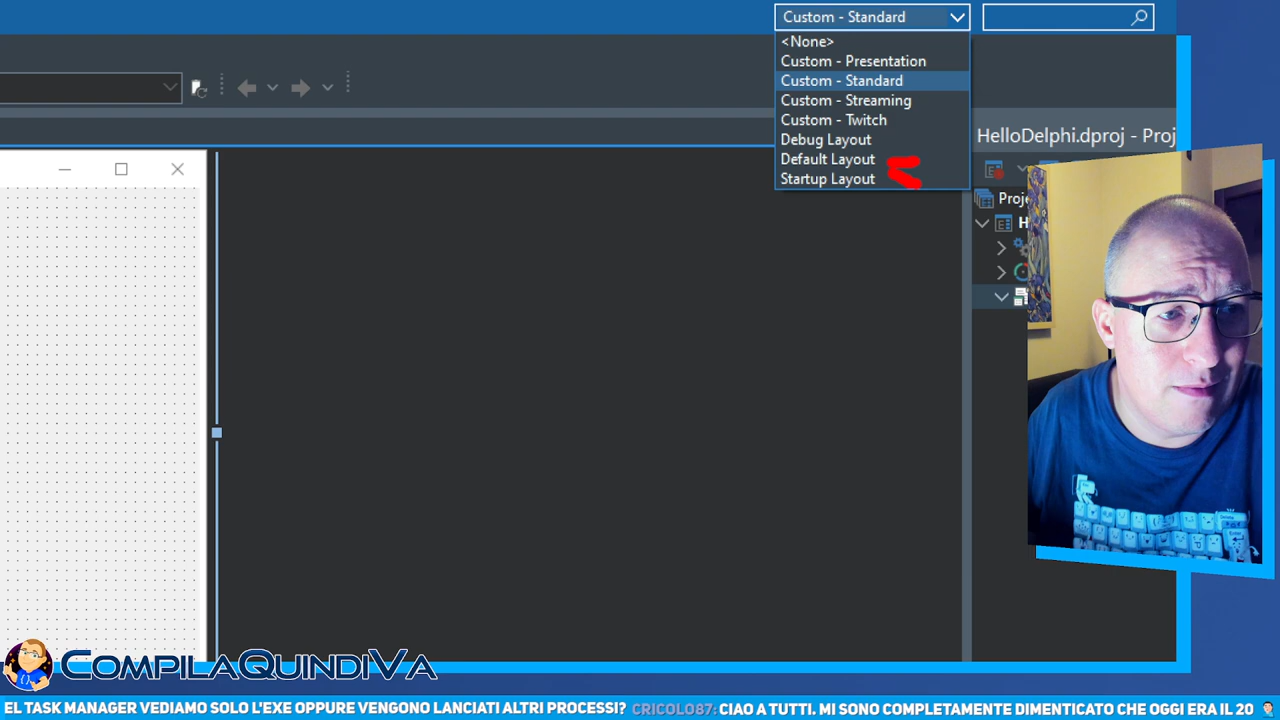 Custom - Standard
<None>
Custom - Presentation
Custom - Standard
Custom - Streaming
Custom - Twitch
Debug Layout
Default Layout
Startup Layout
HelloDelphi.dproj - Proj
Proje
H
COMPILAQUINDIVA
EL TASK MANAGER VEDIAMO SOLO L'EXE OPPURE VENGONO LANCIATI ALTRI PROCESSI? CRICOLO87: CIAO A TUTTI. MI SONO COMPLETAMENTE DIMENTICATO CHE OGGI ERA IL 20